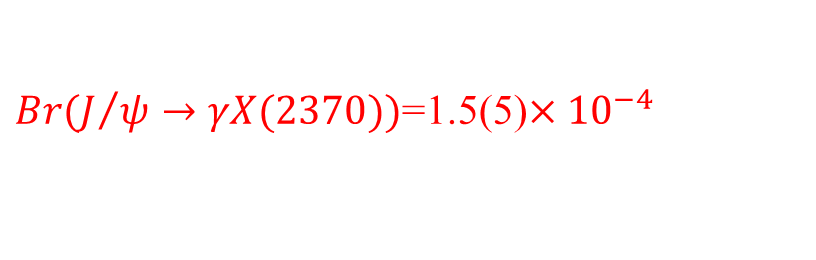 Br(J/ψ → γX(2370))=1.5(5)× 10⁻⁴